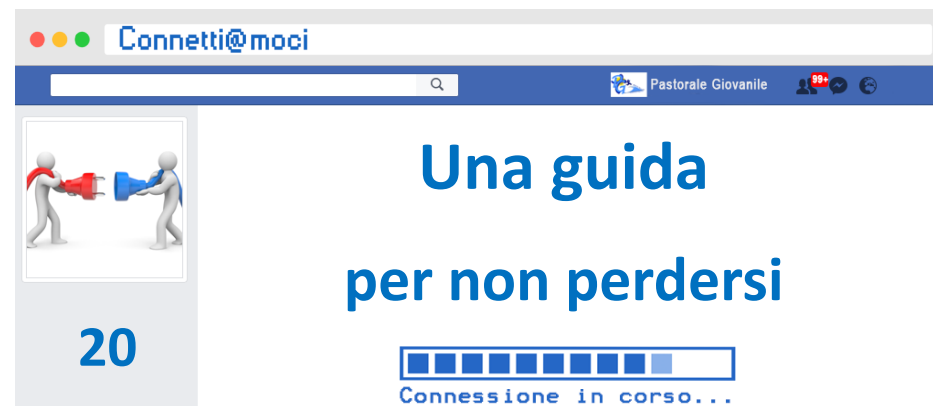 Connetti@moci
Pastorale Giovanile
99+
Una guida
per non perdersi
20
Connessione in corso...